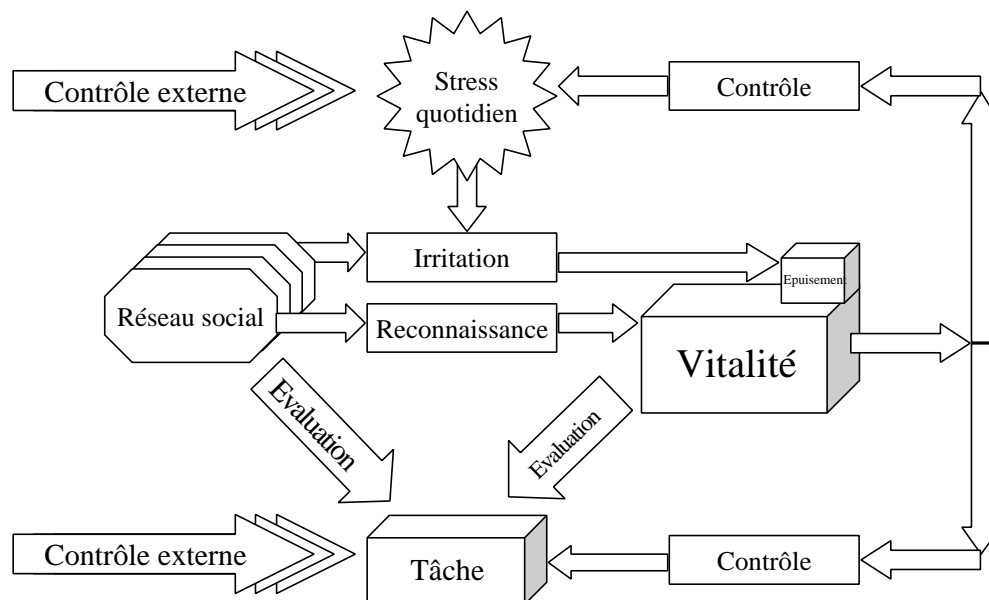 Stress
quotidien
Contrôle externe
Contrôle
Irritation
Epuisement
Réseau social
Reconnaissance
Vitalité
Evaluation
Evaluation
Contrôle externe
Tâche
Contrôle